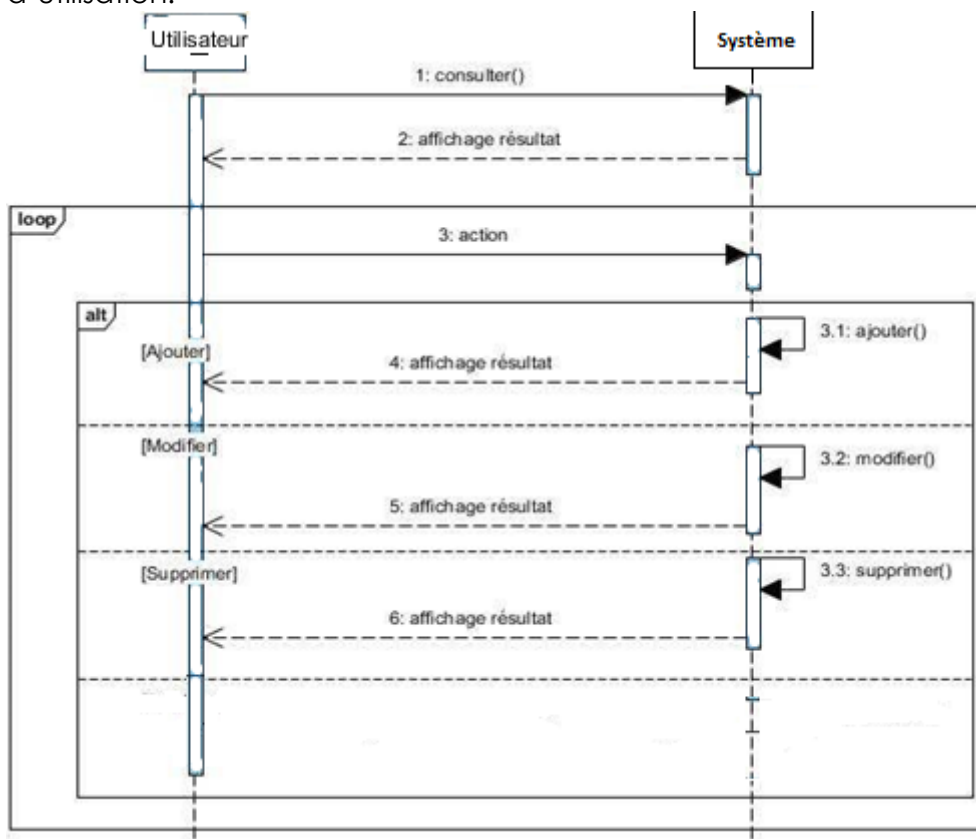 d'utilisation.
Utilisateur
Système
1: consulter()
2: affichage résultat
loop
3: action
alt
3.1: ajouter()
[Ajouter]
4: affichage résultat
[Modifier]
3.2: modifier()
5: affichage résultat
[Supprimer]
3.3: supprimer()
6: affichage résultat